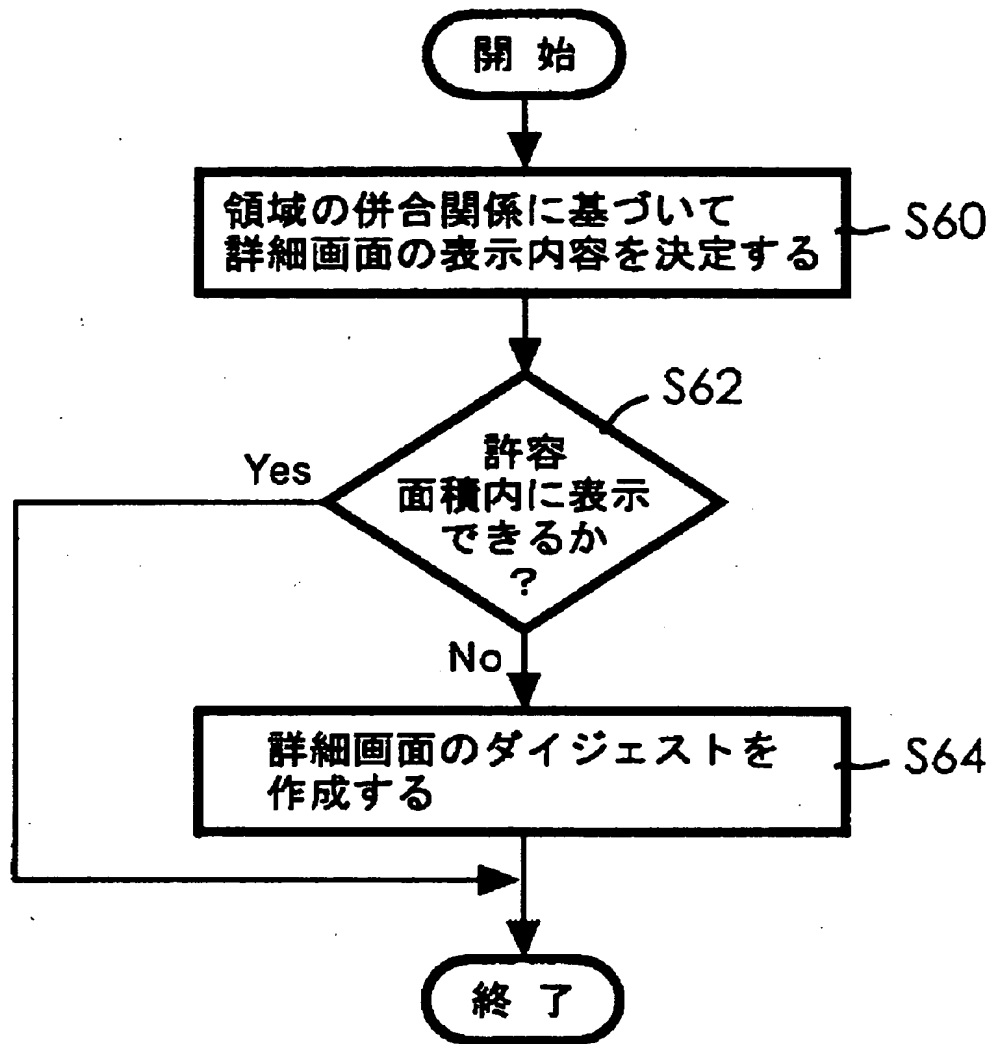 開 始
領域の併合関係に基づいて
詳細画面の表示内容を決定する
S60
S62
許容
面積内に表示
できるか
?
Yes
No
詳細画面のダイジェストを
作成する
S64
終 了